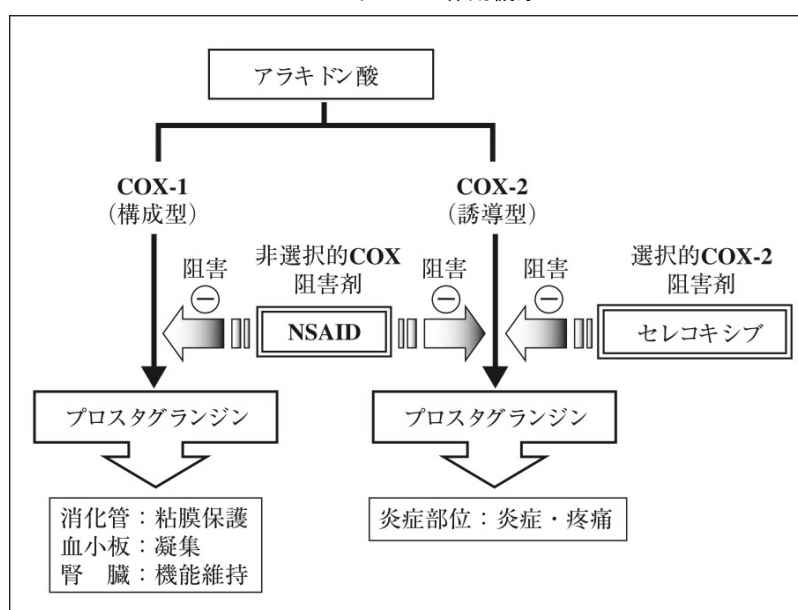 アラキドン酸
COX-1
（構成型）
COX-2
（誘導型）
非選択的COX
阻害剤
選択的COX-2
阻害剤
阻害
阻害
阻害
NSAID
セレコキシブ
プロスタグランジン
プロスタグランジン
消化管：粘膜保護
血小板：凝集
腎　臓：機能維持
炎症部位：炎症・疼痛